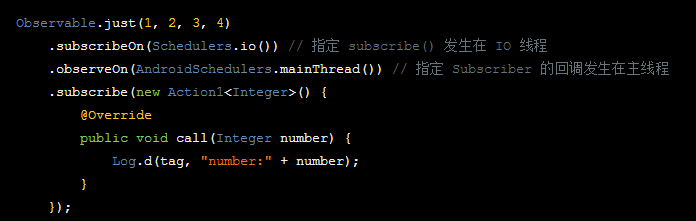 Observable.just(1, 2, 3, 4)
    .subscribeOn(Schedulers.io()) // 指定 subscribe() 发生在 IO 线程
    .observeOn(AndroidSchedulers.mainThread()) // 指定 Subscriber 的回调发生在主线程
    .subscribe(new Action1<Integer>() {
        @Override
        public void call(Integer number) {
            Log.d(tag, "number:" + number);
        }
    });